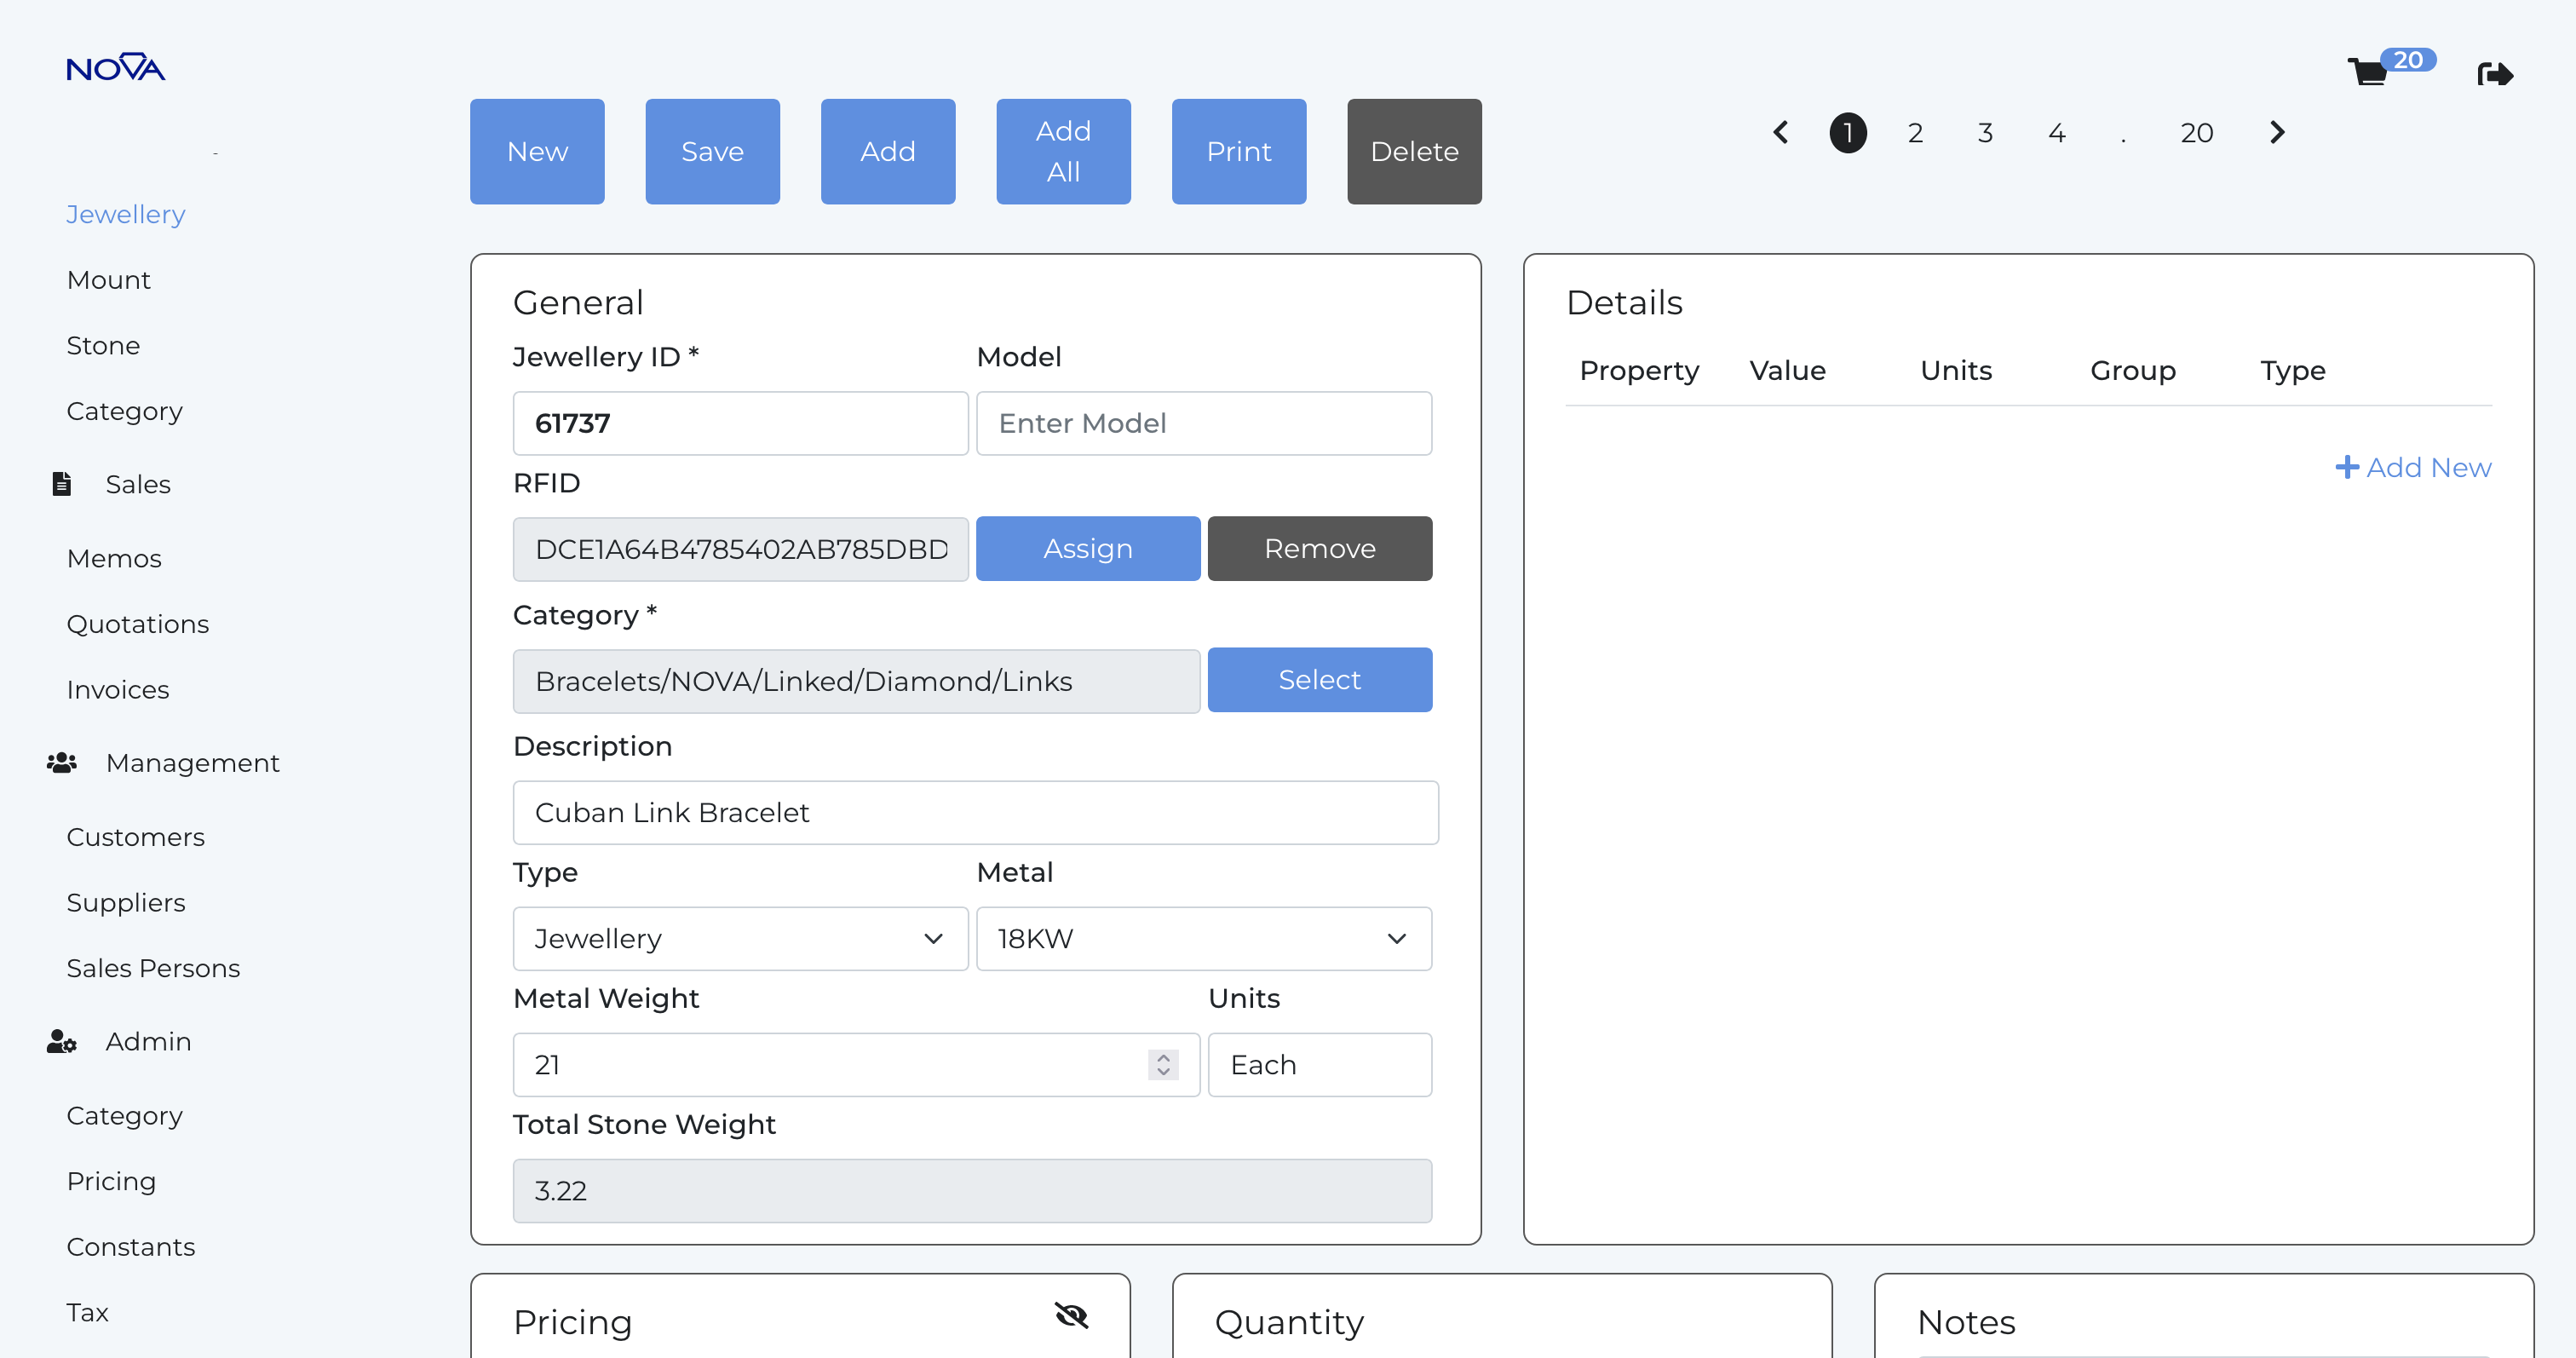 NOVA
20
-
New
Save
Add
Add
All
Print
Delete
1 2 3 4 . 20
Jewellery
Mount
Stone
Category
Sales
Memos
Quotations
Invoices
Management
Customers
Suppliers
Sales Persons
Admin
Category
Pricing
Constants
Tax
General
Jewellery ID * Model
61737 Enter Model
RFID
DCE1A64B4785402AB785DBD Assign Remove
Category *
Bracelets/NOVA/Linked/Diamond/Links Select
Description
Cuban Link Bracelet
Type Metal
Jewellery 18KW
Metal Weight Units
21 Each
Total Stone Weight
3.22
Details
Property Value Units Group Type
Add New
Pricing
Quantity
Notes